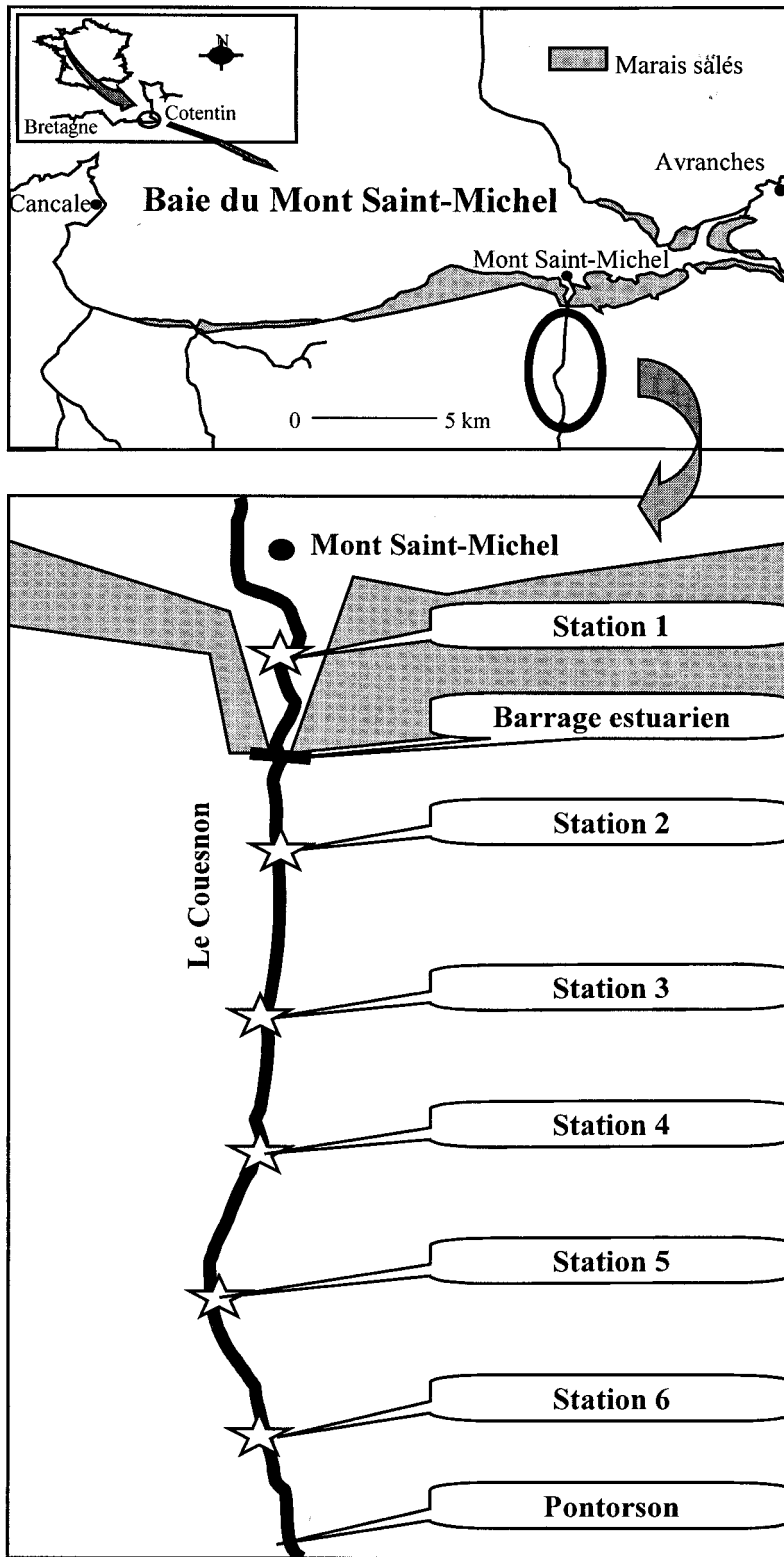 N
Marais salés
Cotentin
Bretagne
Avranches
Cancale
Baie du Mont Saint-Michel
Mont Saint-Michel
0
5 km
Mont Saint-Michel
Station 1
Barrage estuarien
Station 2
Le Couesnon
Station 3
Station 4
Station 5
Station 6
Pontorson